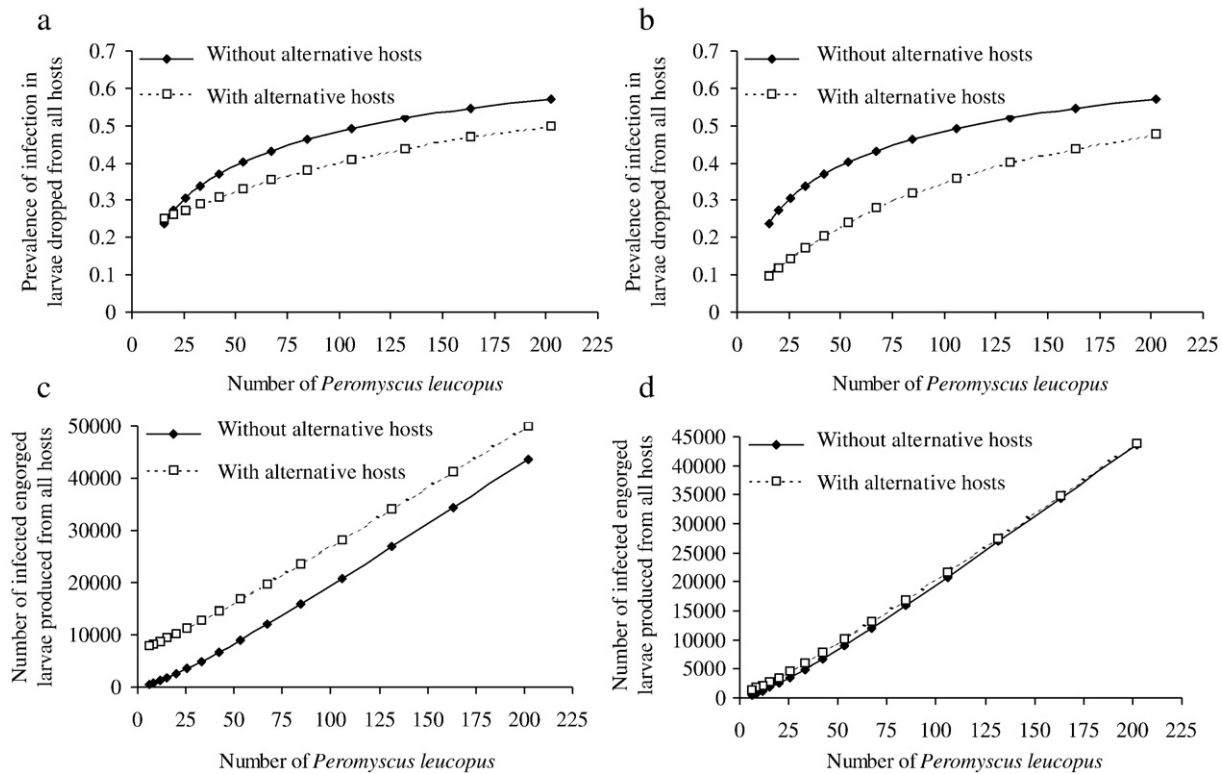 a
0.7
0.6
0.5
0.4
0.3
0.2
0.1
0
Prevalence of infection in
larvae dropped from all hosts
Without alternative hosts
With alternative hosts
0 25 50 75 100 125 150 175 200 225
Number of Peromyscus leucopus
b
0.7
0.6
0.5
0.4
0.3
0.2
0.1
0
Prevalence of infection in
larvae dropped from all hosts
Without alternative hosts
With alternative hosts
0 25 50 75 100 125 150 175 200 225
Number of Peromyscus leucopus
c
50000
40000
30000
20000
10000
0
Number of infected engorged
larvae produced from all hosts
Without alternative hosts
With alternative hosts
0 25 50 75 100 125 150 175 200 225
Number of Peromyscus leucopus
d
45000
40000
35000
30000
25000
20000
15000
10000
5000
0
Number of infected engorged
larvae produced from all hosts
Without alternative hosts
With alternative hosts
0 25 50 75 100 125 150 175 200 225
Number of Peromyscus leucopus